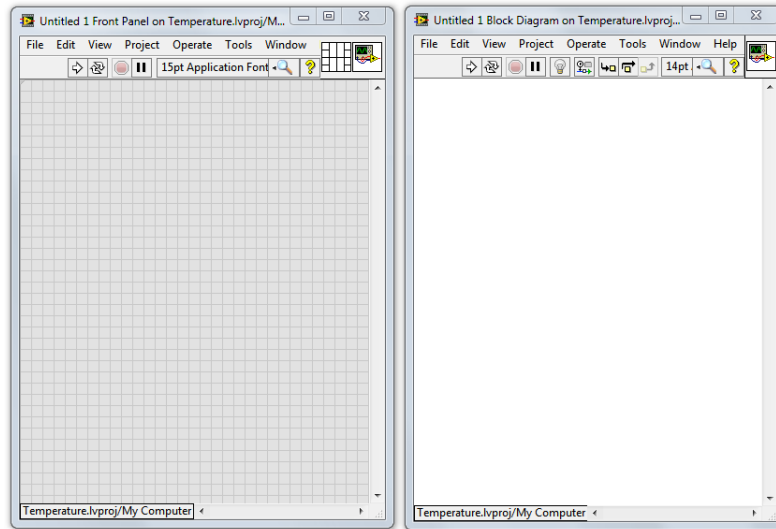 Untitled 1 Front Panel on Temperature.lvproj/M...
File Edit View Project Operate Tools Window
15pt Application Font
?
Temperature.lvproj/My Computer
Untitled 1 Block Diagram on Temperature.lvproj...
File Edit View Project Operate Tools Window Help
14pt
?
Temperature.lvproj/My Computer